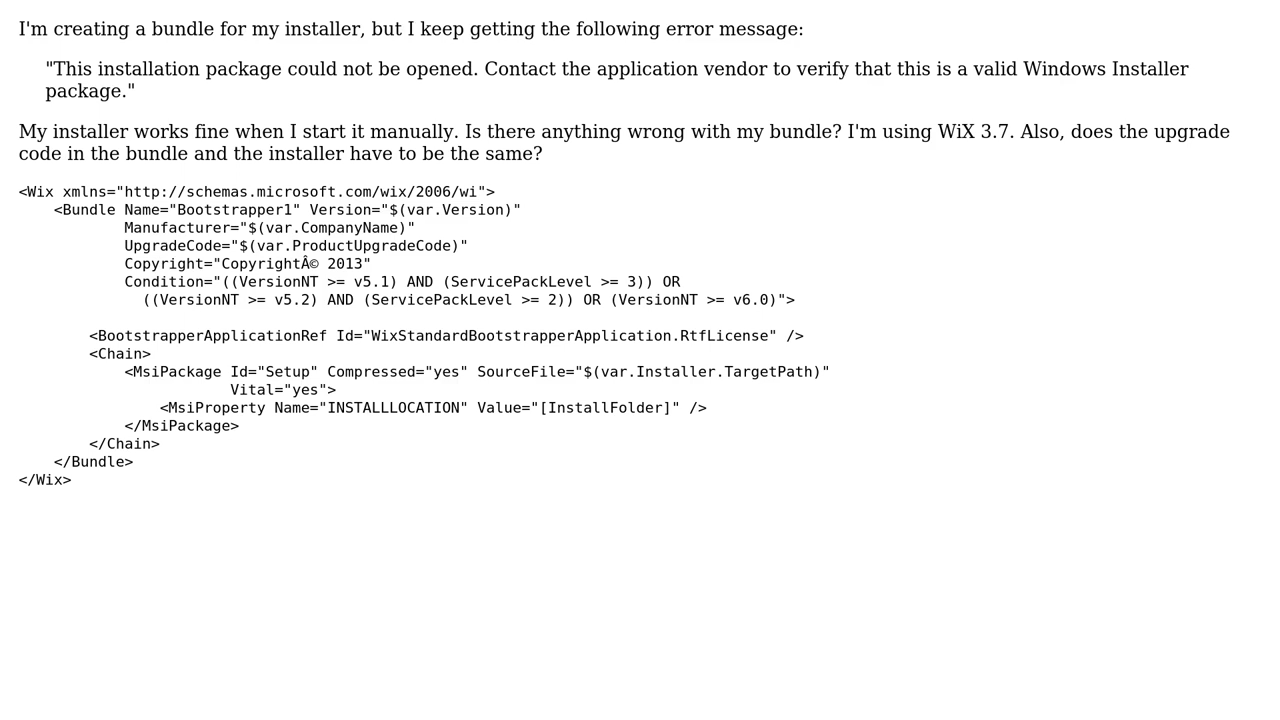 I'm creating a bundle for my installer, but I keep getting the following error message:
"This installation package could not be opened. Contact the application vendor to verify that this is a valid Windows Installer
package."
My installer works fine when I start it manually. Is there anything wrong with my bundle? I'm using WiX 3.7. Also, does the upgrade
code in the bundle and the installer have to be the same?
<Wix xmlns="http://schemas.microsoft.com/wix/2006/wi">
    <Bundle Name="Bootstrapper1" Version="$(var.Version)"
            Manufacturer="$(var.CompanyName)"
            UpgradeCode="$(var.ProductUpgradeCode)"
            Copyright="CopyrightÂ© 2013"
            Condition="((VersionNT >= v5.1) AND (ServicePackLevel >= 3)) OR
              ((VersionNT >= v5.2) AND (ServicePackLevel >= 2)) OR (VersionNT >= v6.0)">
        <BootstrapperApplicationRef Id="WixStandardBootstrapperApplication.RtfLicense" />
        <Chain>
            <MsiPackage Id="Setup" Compressed="yes" SourceFile="$(var.Installer.TargetPath)"
                        Vital="yes">
                <MsiProperty Name="INSTALLLOCATION" Value="[InstallFolder]" />
            </MsiPackage>
        </Chain>
    </Bundle>
</Wix>